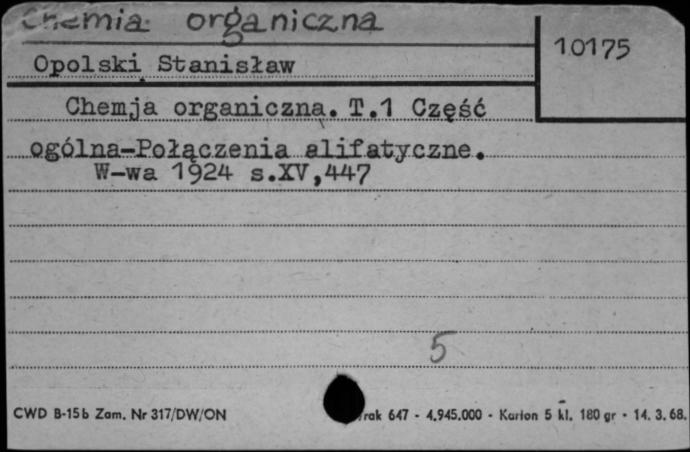 Chemia organiczna
10175
Opolski Stanisław
Chemja organiczna. T.1 Część
ogólna-Połączenia alifatyczne.
W-wa 1924 s.XV,447
5
CWD B-15b Zam. Nr 317/DW/ON rak 647 - 4.945.000 - Karton 5 kl. 180 gr - 14. 3. 68.